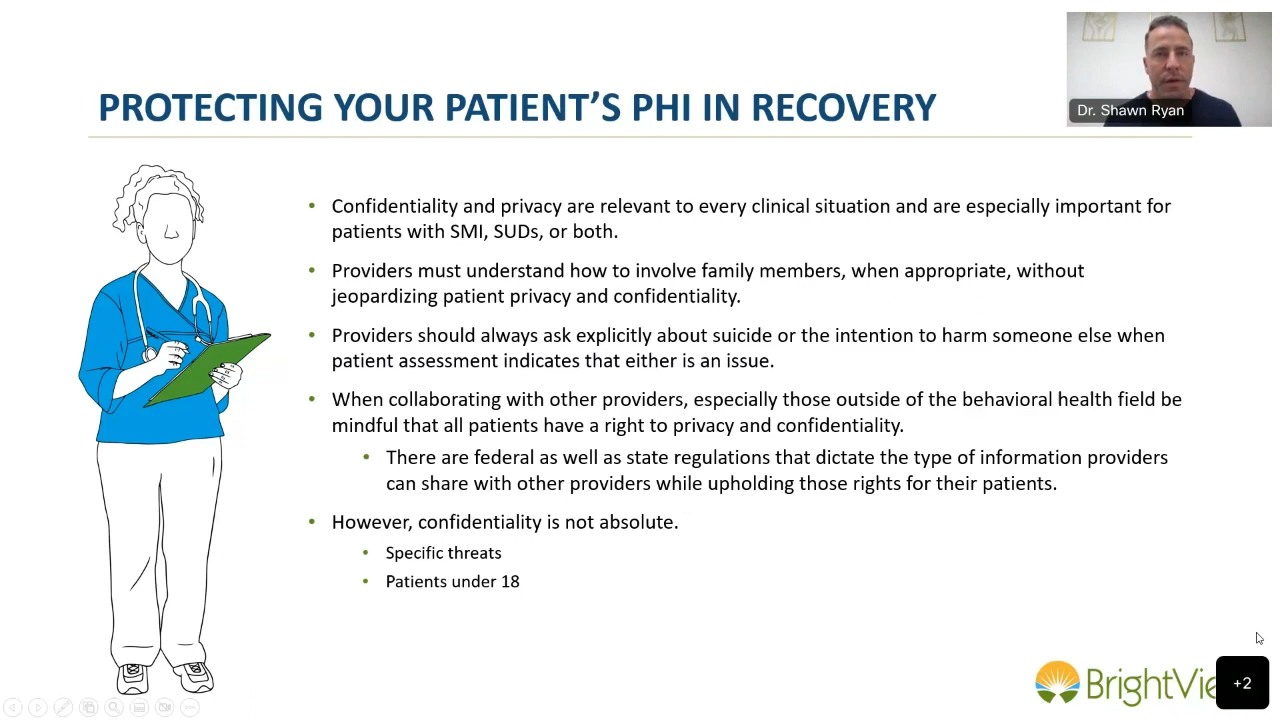 Dr. Shawn Ryan
PROTECTING YOUR PATIENT'S PHI IN RECOVERY
• Confidentiality and privacy are relevant to every clinical situation and are especially important for
patients with SMI, SUDs, or both.
• Providers must understand how to involve family members, when appropriate, without
jeopardizing patient privacy and confidentiality.
• Providers should always ask explicitly about suicide or the intention to harm someone else when
patient assessment indicates that either is an issue.
• When collaborating with other providers, especially those outside of the behavioral health field be
mindful that all patients have a right to privacy and confidentiality.
• There are federal as well as state regulations that dictate the type of information providers
can share with other providers while upholding those rights for their patients.
• However, confidentiality is not absolute.
• Specific threats
• Patients under 18
+2